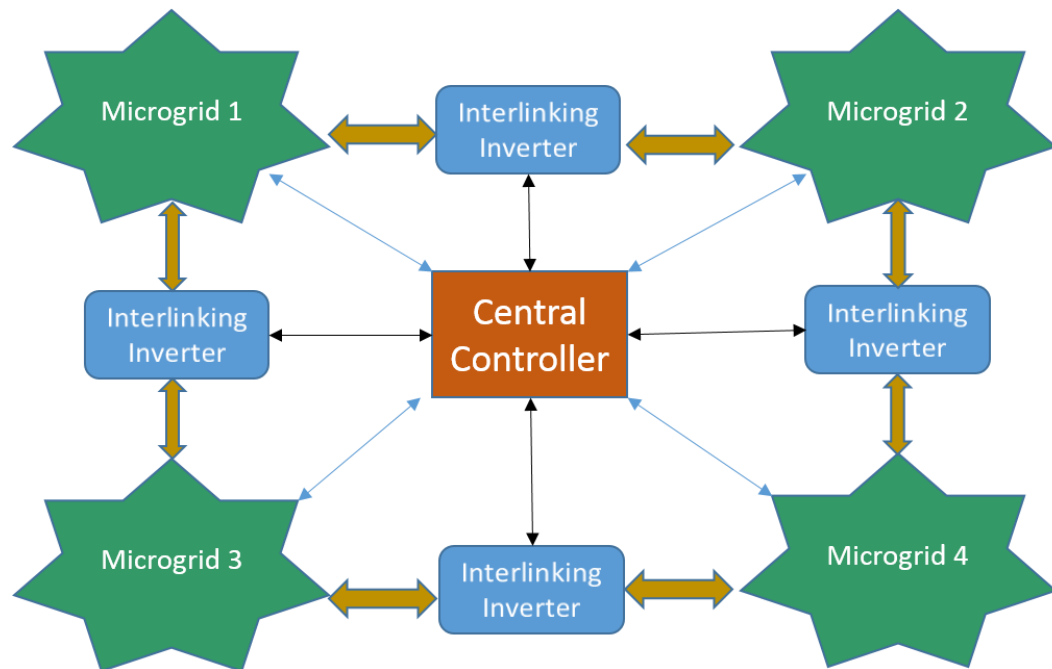 Microgrid 1
Interlinking
Inverter
Microgrid 2
Interlinking
Inverter
Central
Controller
Interlinking
Inverter
Microgrid 3
Interlinking
Inverter
Microgrid 4